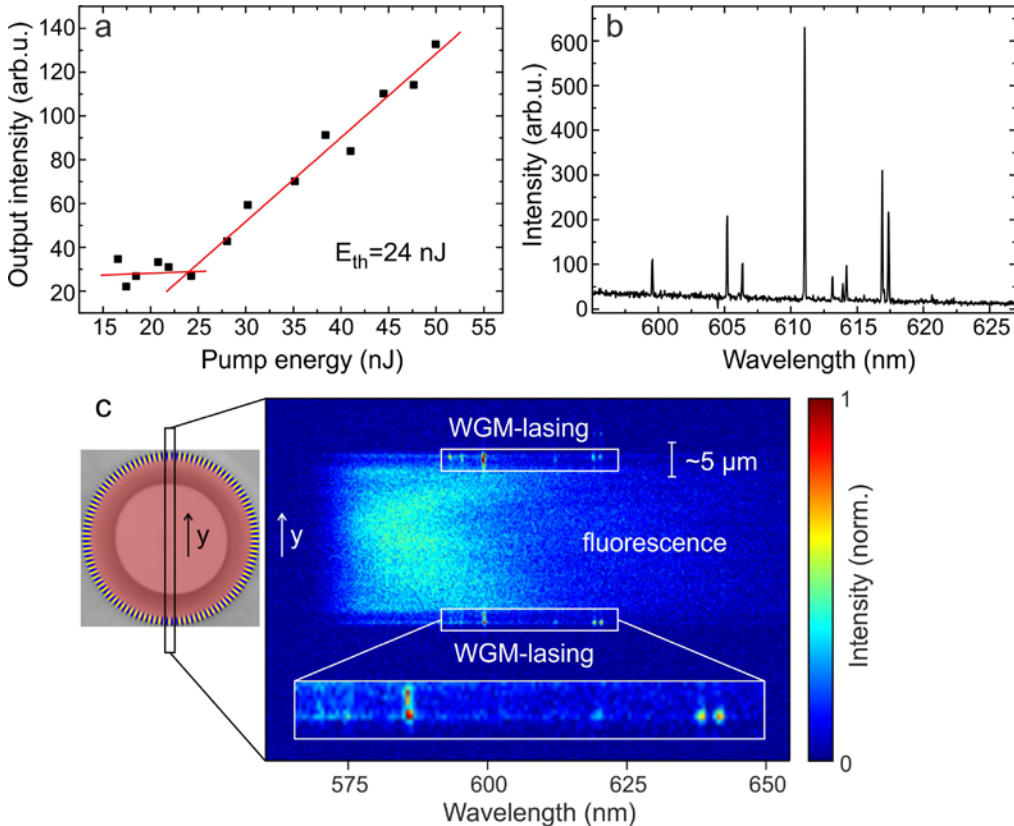 a
Output intensity (arb.u.)
140
120
100
80
60
40
20
E_th=24 nJ
15 20 25 30 35 40 45 50 55
Pump energy (nJ)
b
Intensity (arb.u.)
600
500
400
300
200
100
0
600 605 610 615 620 625
Wavelength (nm)
c
y
y
WGM-lasing
~5 µm
fluorescence
WGM-lasing
575 600 625 650
Wavelength (nm)
1
0
Intensity (norm.)